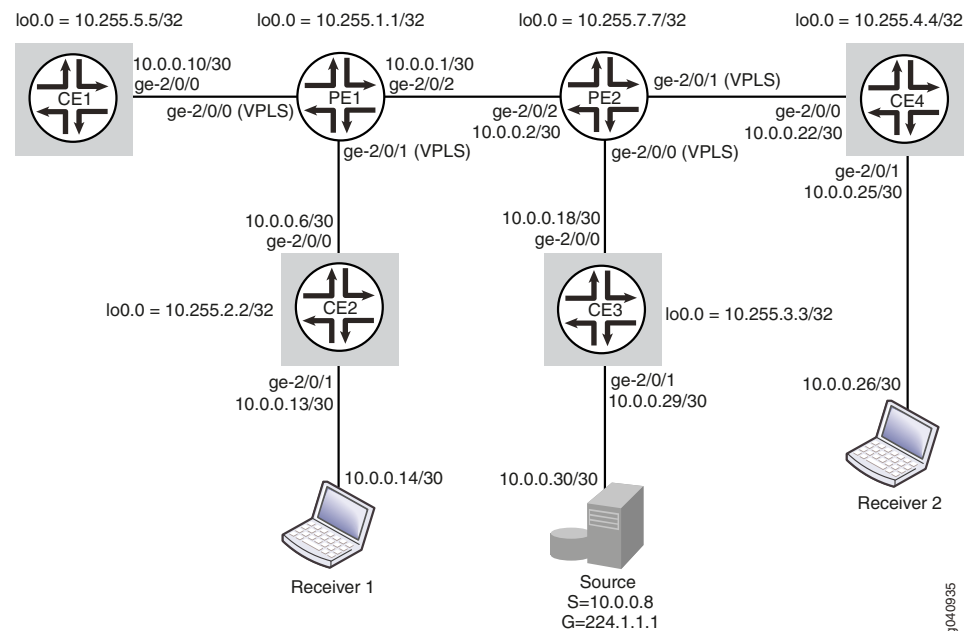 lo0.0 = 10.255.5.5/32
lo0.0 = 10.255.1.1/32
lo0.0 = 10.255.7.7/32
lo0.0 = 10.255.4.4/32
CE1
10.0.0.10/30
ge-2/0/0
ge-2/0/0 (VPLS)
PE1
10.0.0.1/30
ge-2/0/2
ge-2/0/2
10.0.0.2/30
PE2
ge-2/0/1 (VPLS)
ge-2/0/0
10.0.0.22/30
CE4
ge-2/0/1 (VPLS)
ge-2/0/0 (VPLS)
ge-2/0/1
10.0.0.25/30
10.0.0.6/30
ge-2/0/0
10.0.0.18/30
ge-2/0/0
lo0.0 = 10.255.2.2/32
CE2
CE3
lo0.0 = 10.255.3.3/32
ge-2/0/1
10.0.0.13/30
ge-2/0/1
10.0.0.29/30
10.0.0.26/30
10.0.0.14/30
10.0.0.30/30
Receiver 2
Receiver 1
Source
S=10.0.0.8
G=224.1.1.1
g040935